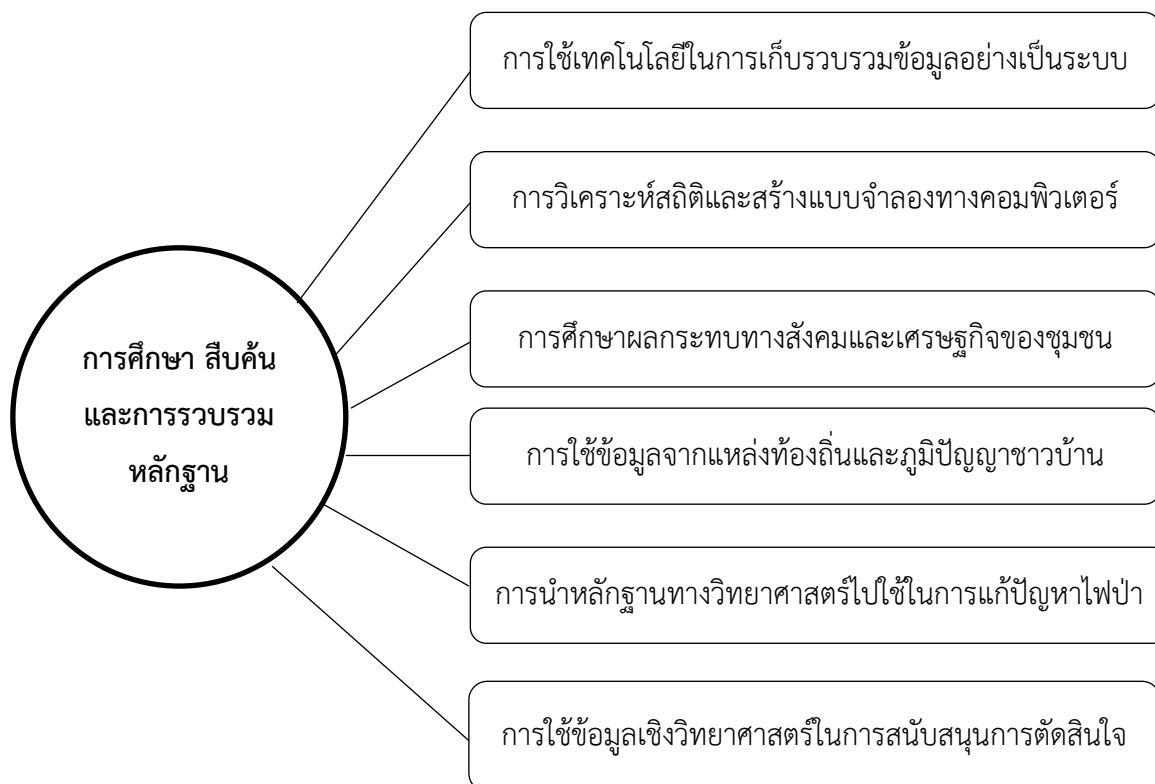 การใช้เทคโนโลยีในการเก็บรวบรวมข้อมูลอย่างเป็นระบบ
การวิเคราะห์สถิติและสร้างแบบจำลองทางคอมพิวเตอร์
การศึกษา สืบค้น
และการรวบรวม
หลักฐาน
การศึกษาผลกระทบทางสังคมและเศรษฐกิจของชุมชน
การใช้ข้อมูลจากแหล่งท้องถิ่นและภูมิปัญญาชาวบ้าน
การนำหลักฐานทางวิทยาศาสตร์ไปใช้ในการแก้ปัญหาไฟป่า
การใช้ข้อมูลเชิงวิทยาศาสตร์ในการสนับสนุนการตัดสินใจ